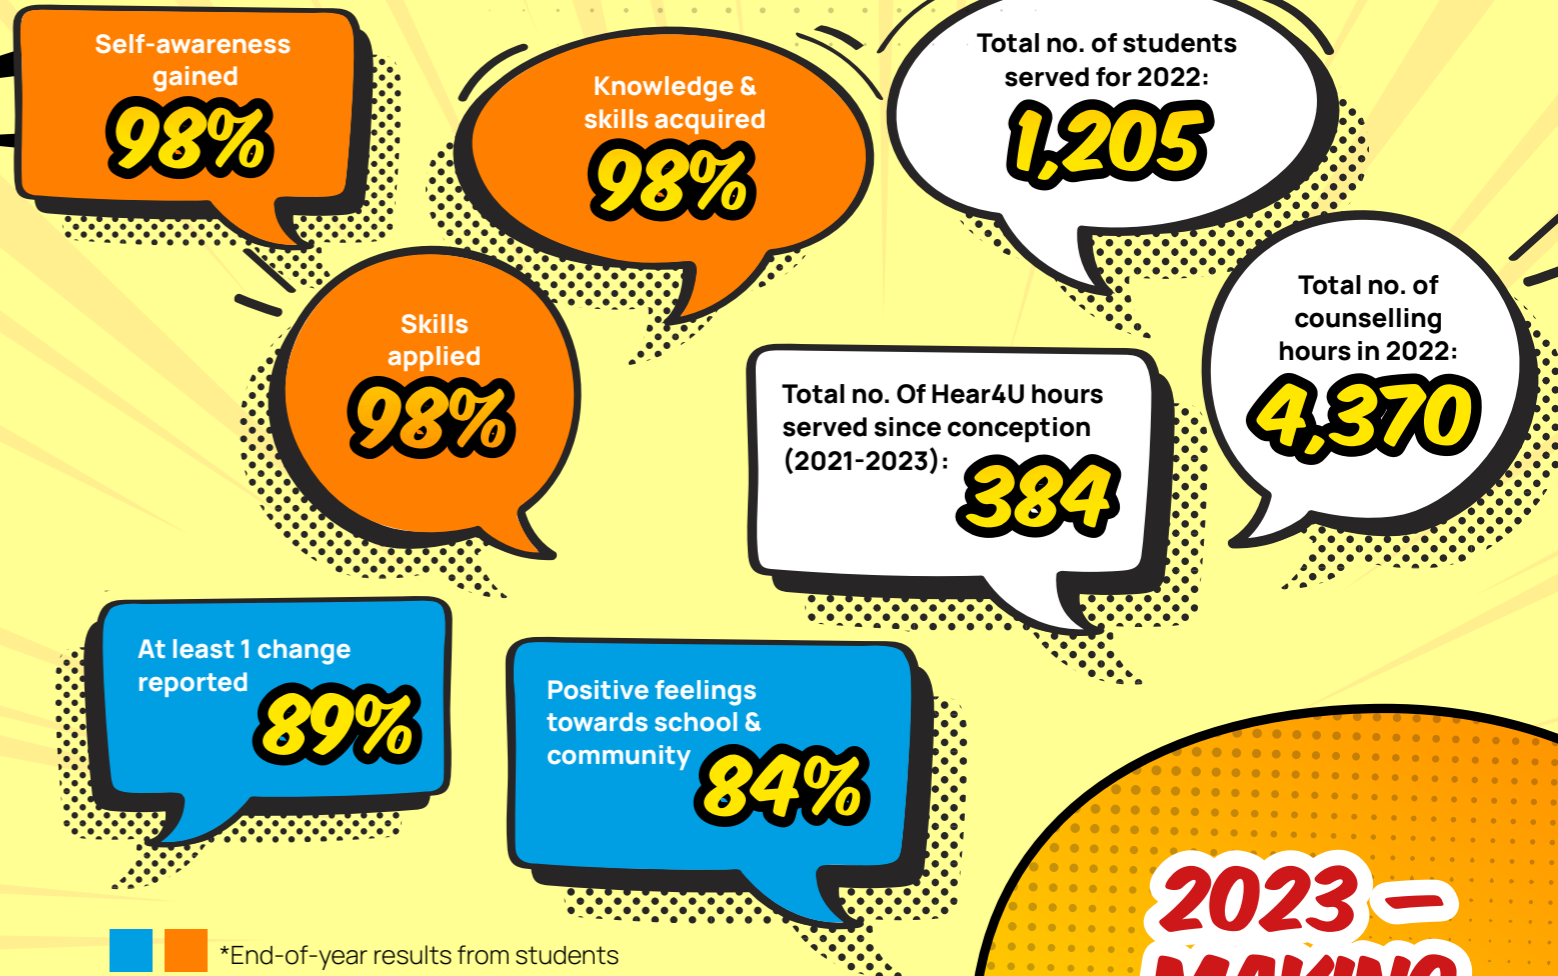 Self-awareness
gained
98%
Knowledge &
skills acquired
98%
Total no. of students
served for 2022:
1,205
Skills
applied
98%
Total no. Of Hear4U hours
served since conception
(2021-2023):
384
Total no. of
counselling
hours in 2022:
4,370
At least 1 change
reported
89%
Positive feelings
towards school &
community
84%
*End-of-year results from students
2023 –
MAKING